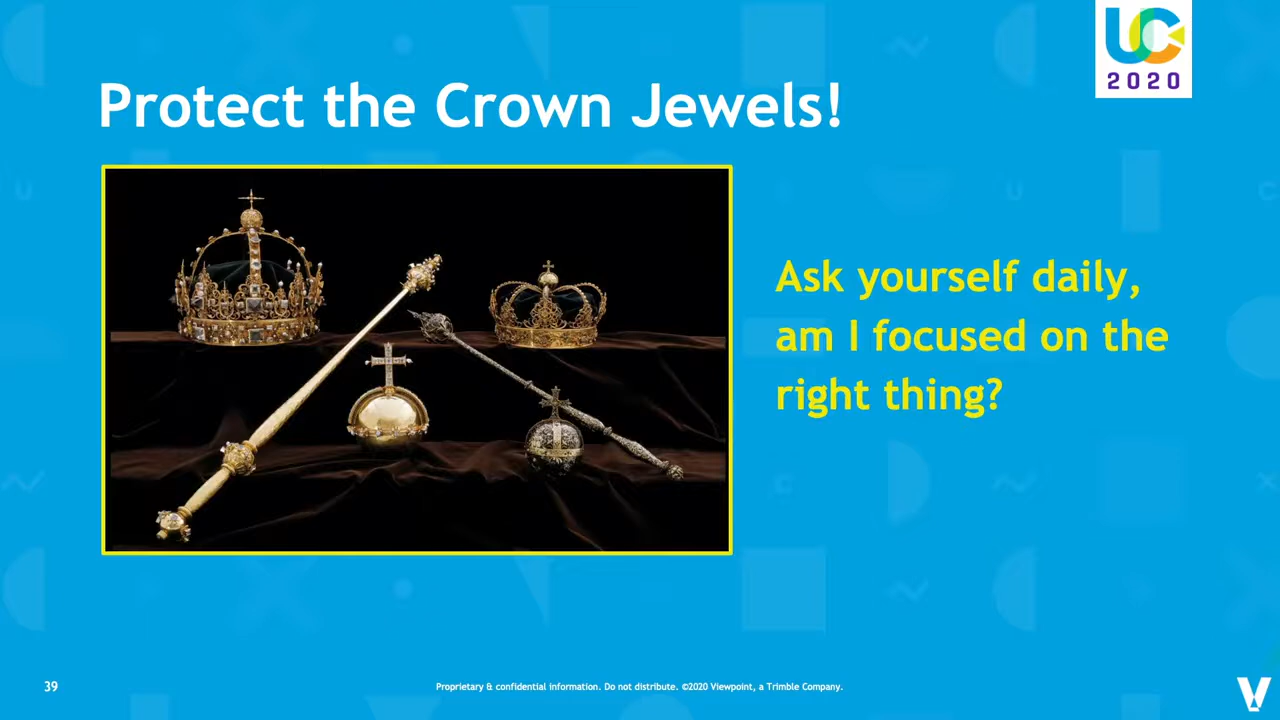 UC
2020
Protect the Crown Jewels!
Ask yourself daily,
am I focused on the
right thing?
39
Proprietary & confidential information. Do not distribute. ©2020 Viewpoint, a Trimble Company.